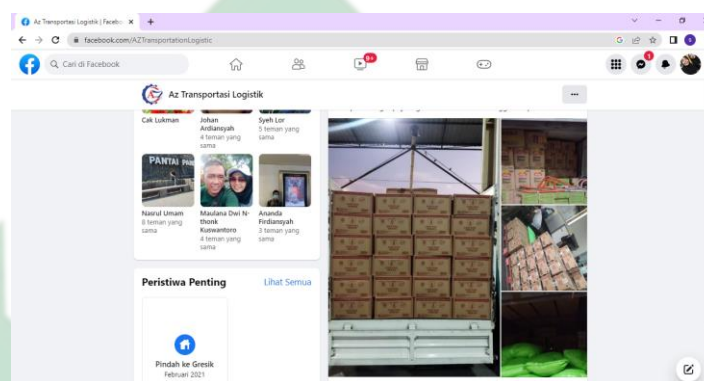 Az Transportasi Logistik | Facebo
facebook.com/AZTransportationLogistic
Cari di Facebook
9+
1
Az Transportasi Logistik
Cak Lukman
Johan
Ardiansyah
4 teman yang
sama
Syeh Lor
5 teman yang
sama
PANTAI
Nasrul Umam
8 teman yang
sama
Maulana Dwi N-
thonk
Kuswantoro
4 teman yang
sama
Ananda
Firdiansyah
3 teman yang
sama
Peristiwa Penting
Lihat Semua
Pindah ke Gresik
Februari 2021